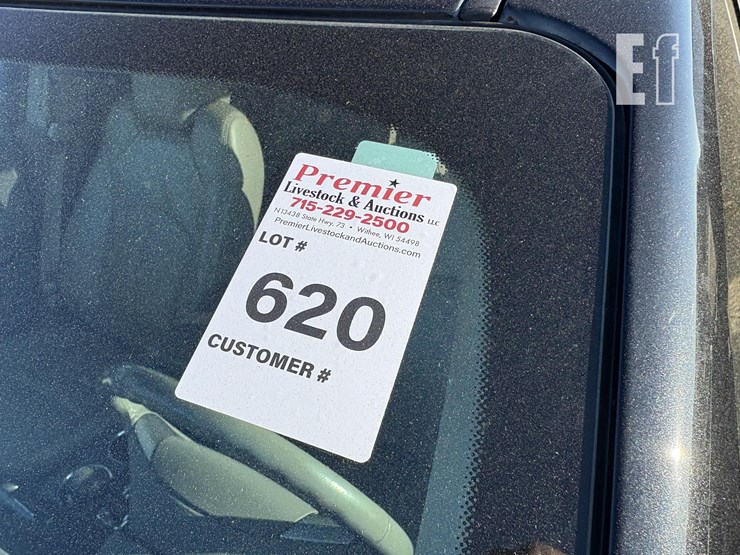 Ef
Premier
Livestock & Auctions LLC
715-229-2500
N13438 State Hwy. 73 • Withee, WI 54498
PremierLivestockandAuctions.com
LOT #
620
CUSTOMER #